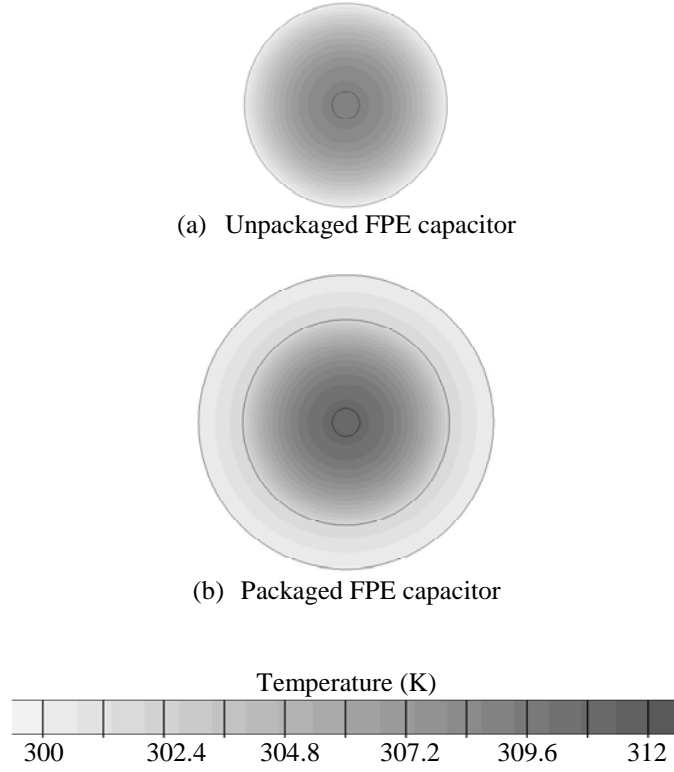 (a) Unpackaged FPE capacitor
(b) Packaged FPE capacitor
Temperature (K)
300 302.4 304.8 307.2 309.6 312